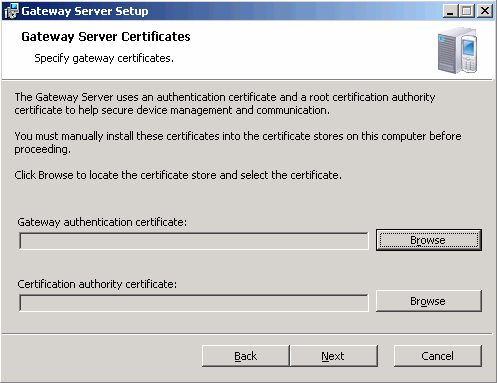 Gateway Server Setup
Gateway Server Certificates
Specify gateway certificates.
The Gateway Server uses an authentication certificate and a root certification authority
certificate to help secure device management and communication.
You must manually install these certificates into the certificate stores on this computer before
proceeding.
Click Browse to locate the certificate store and select the certificate.
Gateway authentication certificate:
Browse
Certification authority certificate:
Browse
Back
Next
Cancel